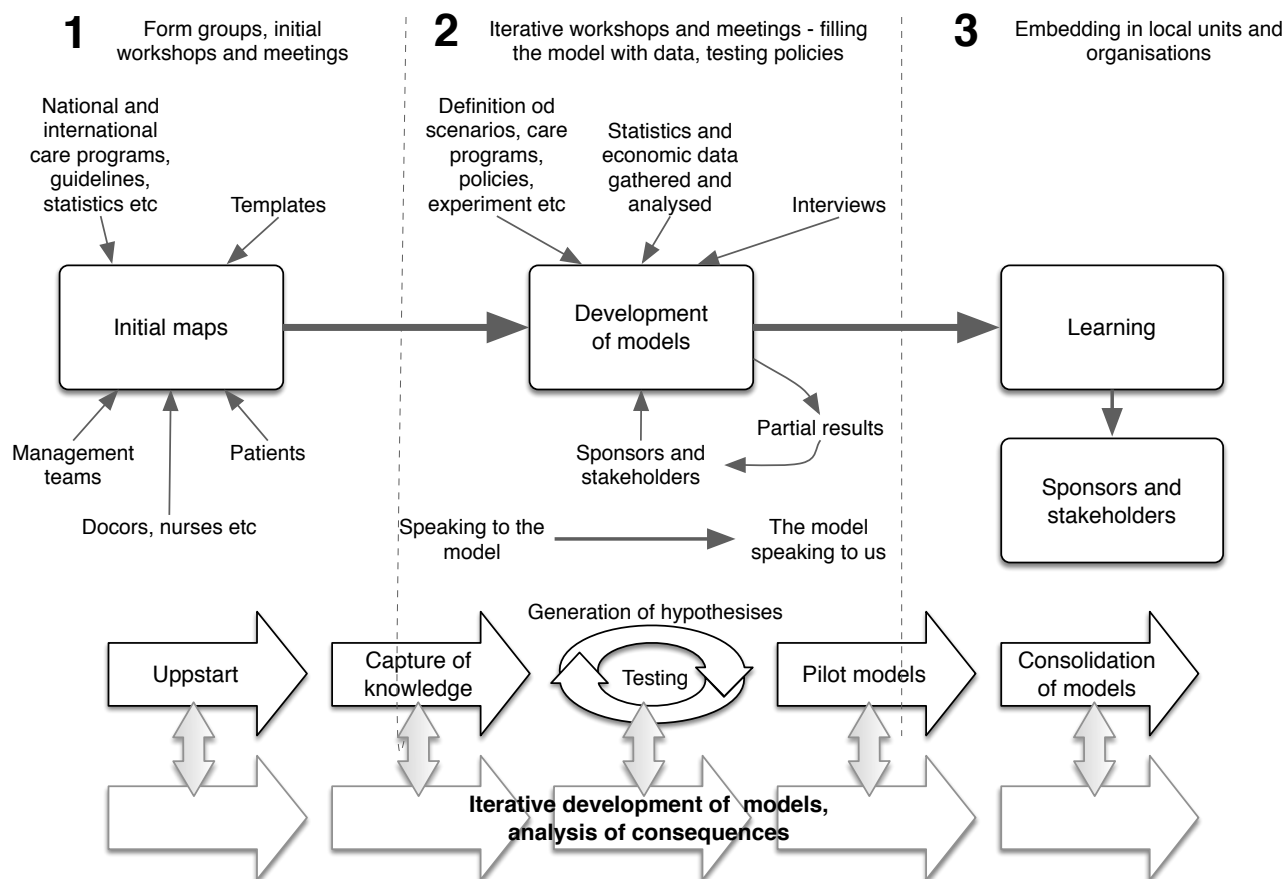 1
Form groups, initial
workshops and meetings
2
Iterative workshops and meetings - filling
the model with data, testing policies
3
Embedding in local units and
organisations
National and
international
care programs,
guidelines,
statistics etc
Templates
Definition od
scenarios, care
programs,
policies,
experiment etc
Statistics and
economic data
gathered and
analysed
Interviews
Initial maps
Development
of models
Learning
Management
teams
Patients
Docors, nurses etc
Sponsors and
stakeholders
Partial results
Sponsors and
stakeholders
Speaking to the
model
The model
speaking to us
Generation of hypothesises
Uppstart
Capture of
knowledge
Testing
Pilot models
Consolidation
of models
Iterative development of models,
analysis of consequences